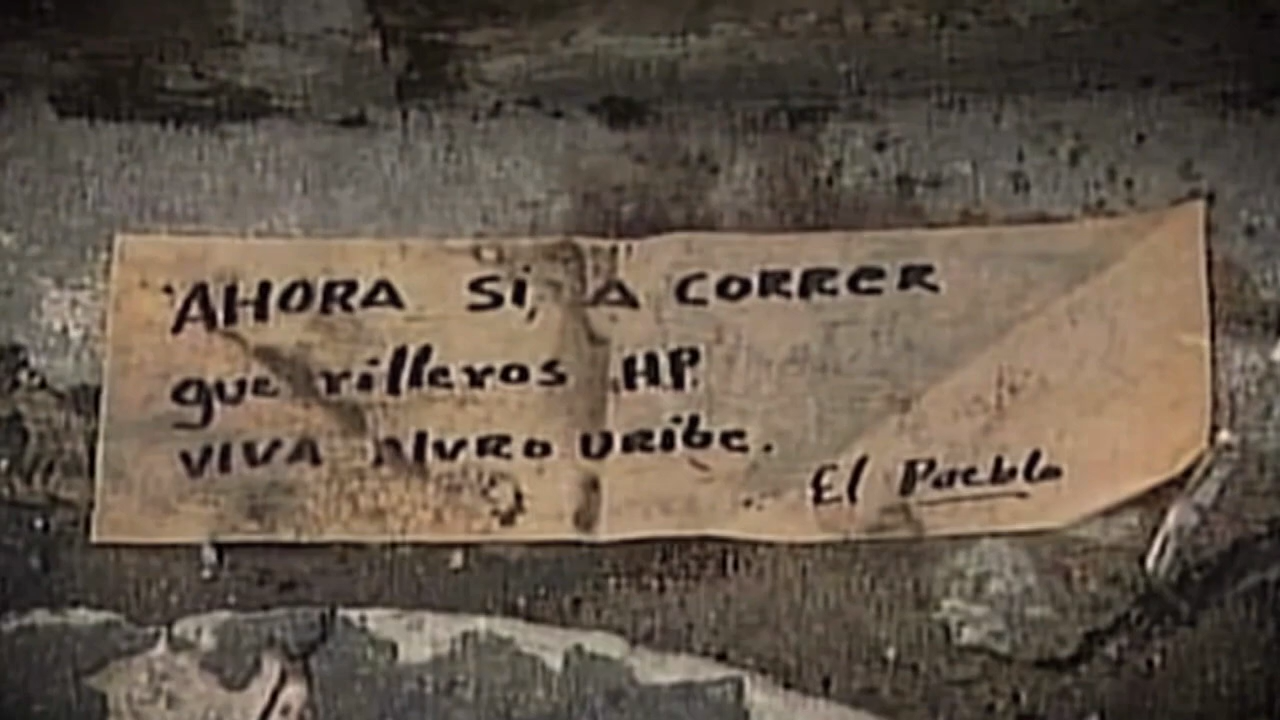 AHORA SI, A CORRER
guerrilleros HP.
VIVA Alvro Uribe.
El Pueblo